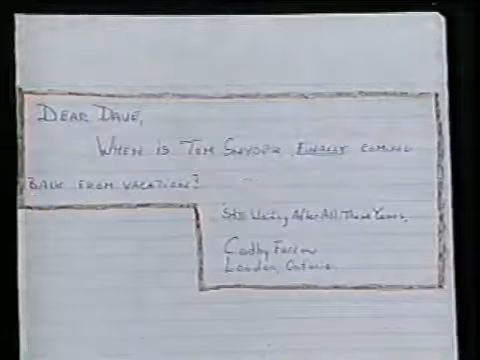 DEAR DAVE,
WHEN IS TOM SNYDER FINALLY COMING
BACK FROM VACATION?
Still Waiting After All These Years,
London, Ontario